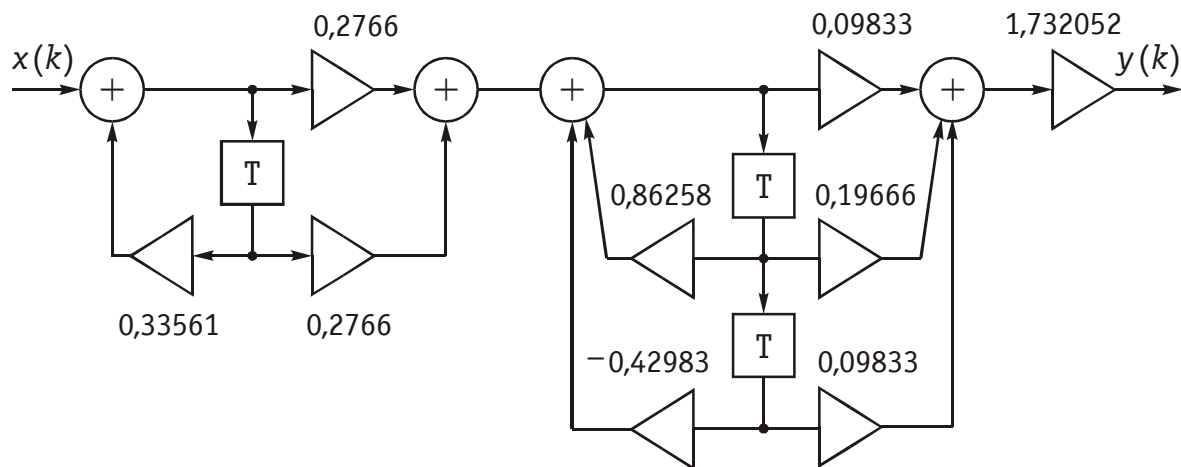 0,2766
0,09833
1,732052
x(k)
+
+
+
+
y(k)
T
T
0,86258
0,19666
0,33561
0,2766
T
−0,42983
0,09833